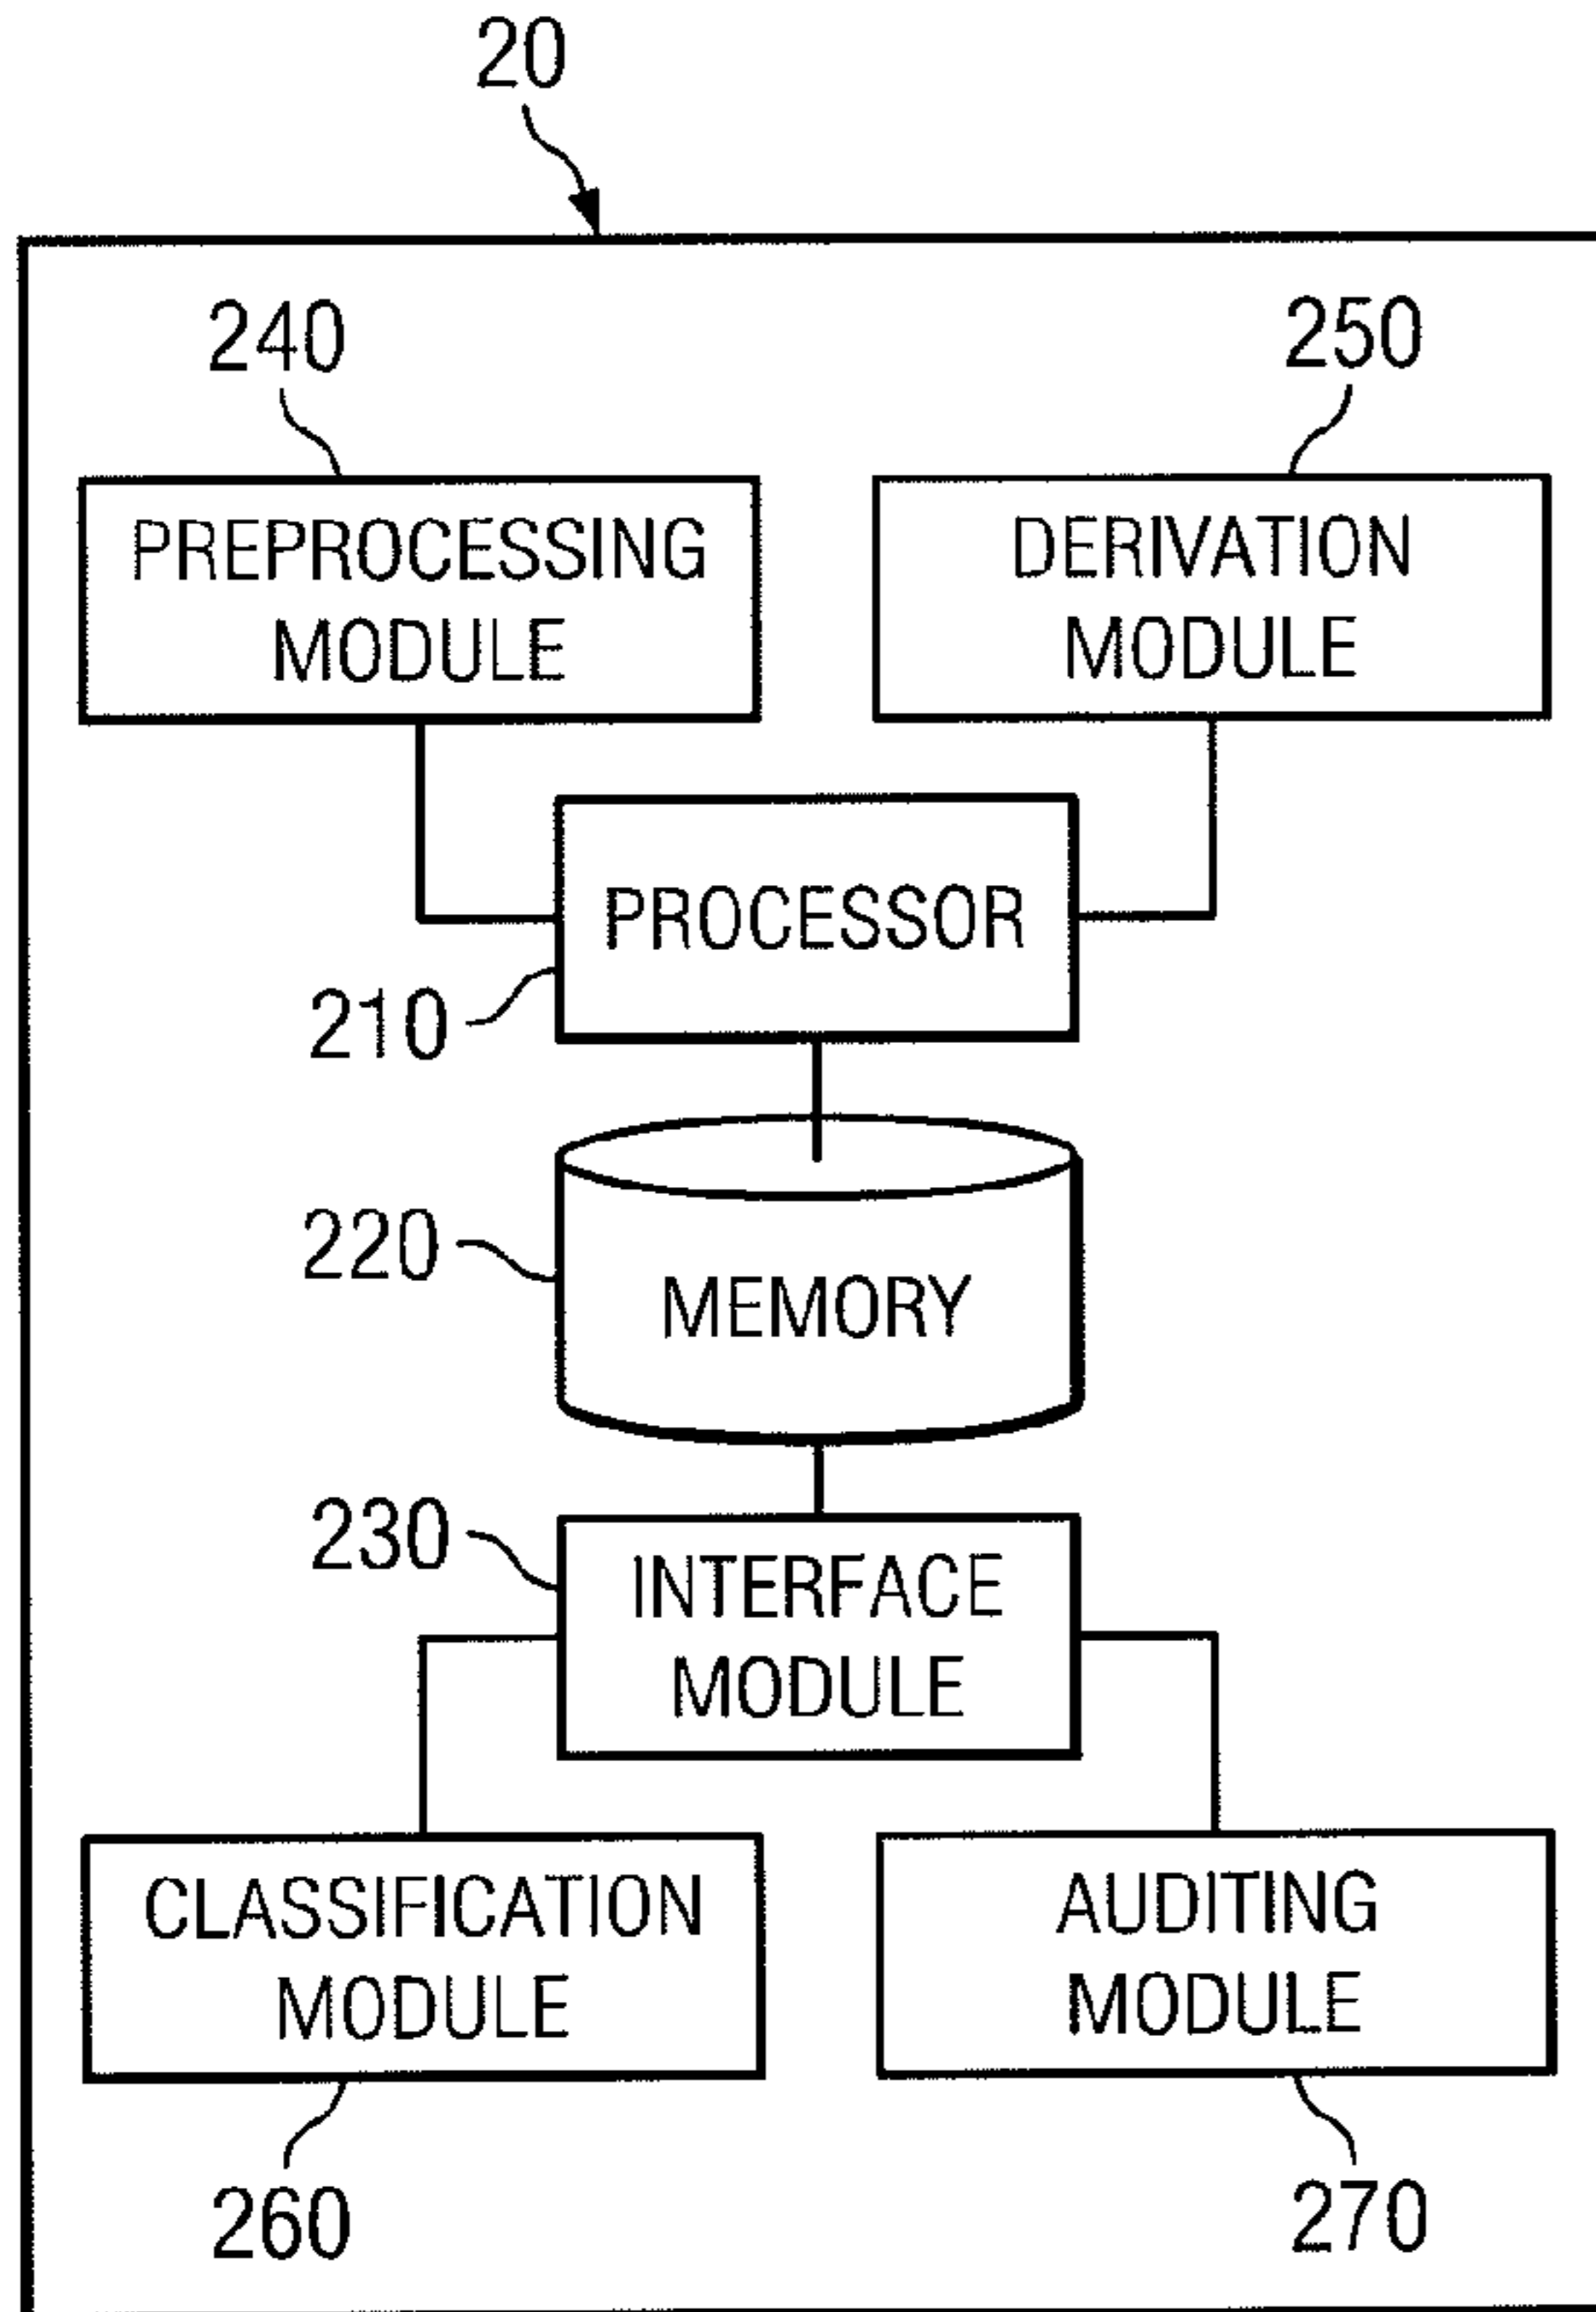 20
240
250
PREPROCESSING
MODULE
DERIVATION
MODULE
PROCESSOR
210
220
MEMORY
230
INTERFACE
MODULE
CLASSIFICATION
MODULE
AUDITING
MODULE
260
270